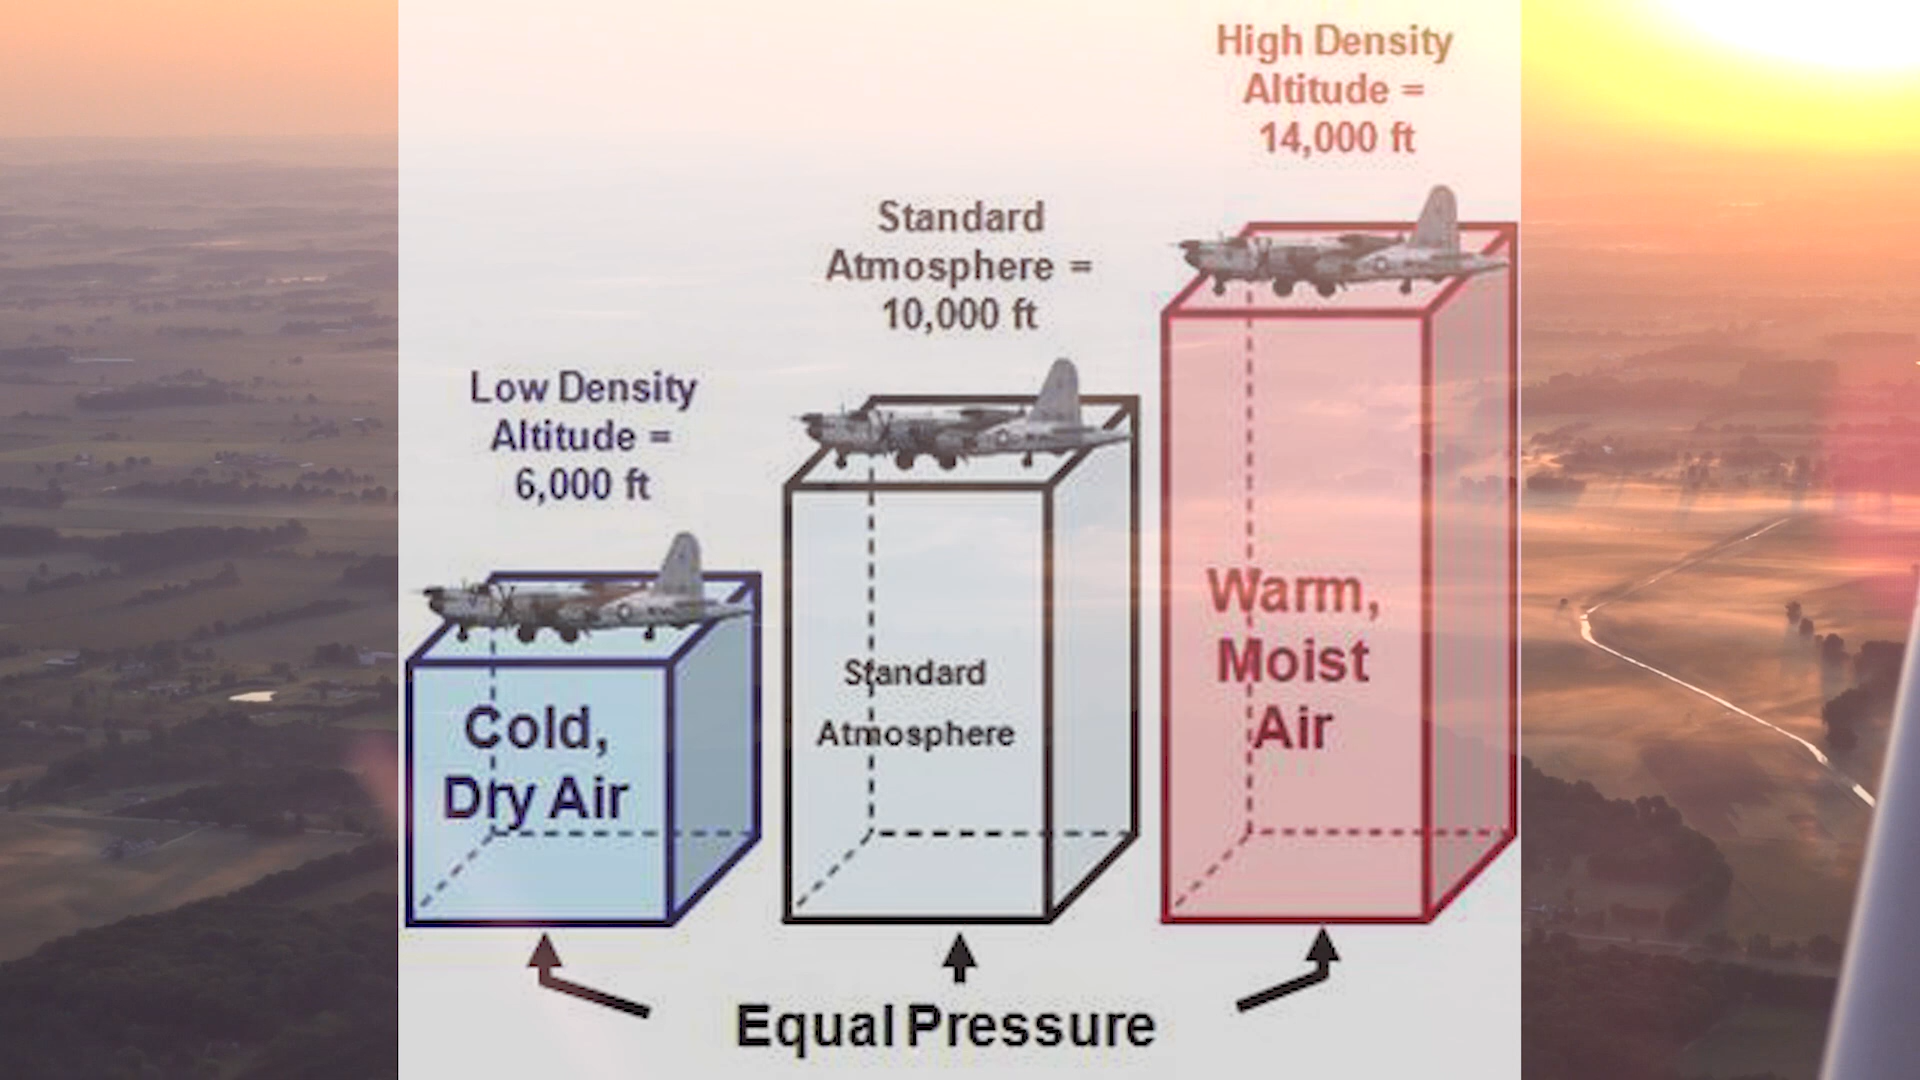 High Density
Altitude =
14,000 ft
Standard
Atmosphere =
10,000 ft
Low Density
Altitude =
6,000 ft
Cold,
Dry Air
Standard
Atmosphere
Warm,
Moist
Air
Equal Pressure